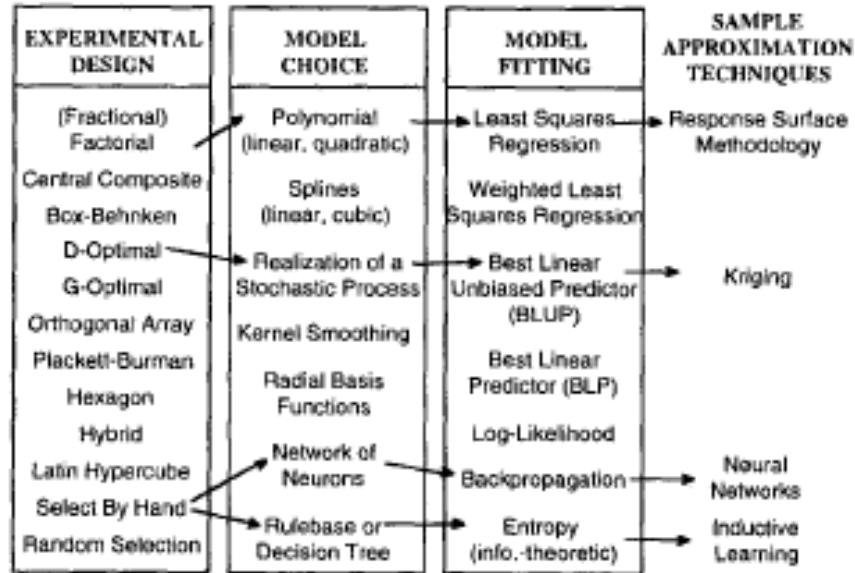 EXPERIMENTAL
DESIGN
(Fractional)
Factorial
Central Composite
Box-Behnken
D-Optimal
G-Optimal
Orthogonal Array
Plackett-Burman
Hexagon
Hybrid
Latin Hypercube
Select By Hand
Random Selection
MODEL
CHOICE
Polynomial
(linear, quadratic)
Splines
(linear, cubic)
Realization of a
Stochastic Process
Kernel Smoothing
Radial Basis
Functions
Network of
Neurons
Rulebase or
Decision Tree
MODEL
FITTING
Least Squares
Regression
Weighted Least
Squares Regression
Best Linear
Unbiased Predictor
(BLUP)
Best Linear
Predictor (BLP)
Log-Likelihood
Backpropagation
Entropy
(info.-theoretic)
SAMPLE
APPROXIMATION
TECHNIQUES
Response Surface
Methodology
Kriging
Neural
Networks
Inductive
Learning